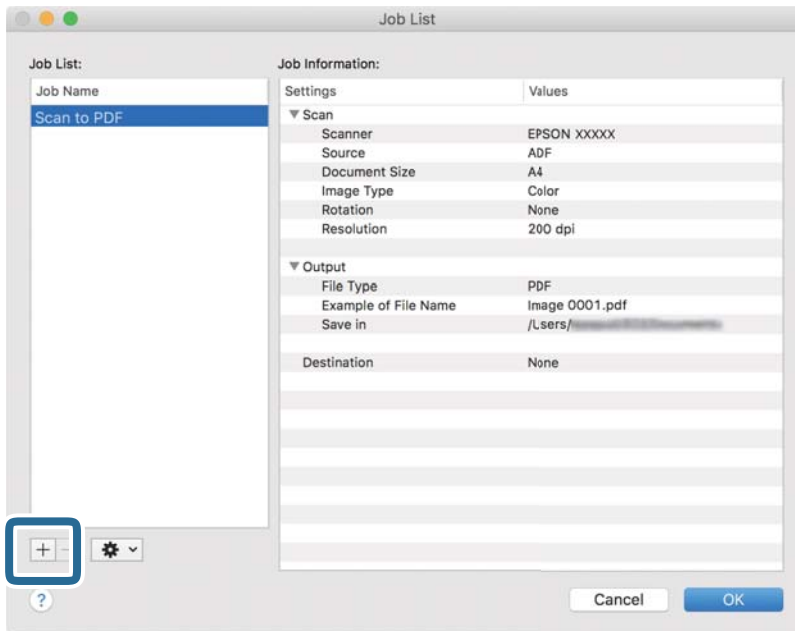 Job List
Job List:
Job Information:
Job Name
Scan to PDF
Settings Values
Scan
Scanner EPSON XXXXX
Source ADF
Document Size A4
Image Type Color
Rotation None
Resolution 200 dpi
Output
File Type PDF
Example of File Name Image 0001.pdf
Save in /Users/
Destination None
+ -
?
Cancel OK